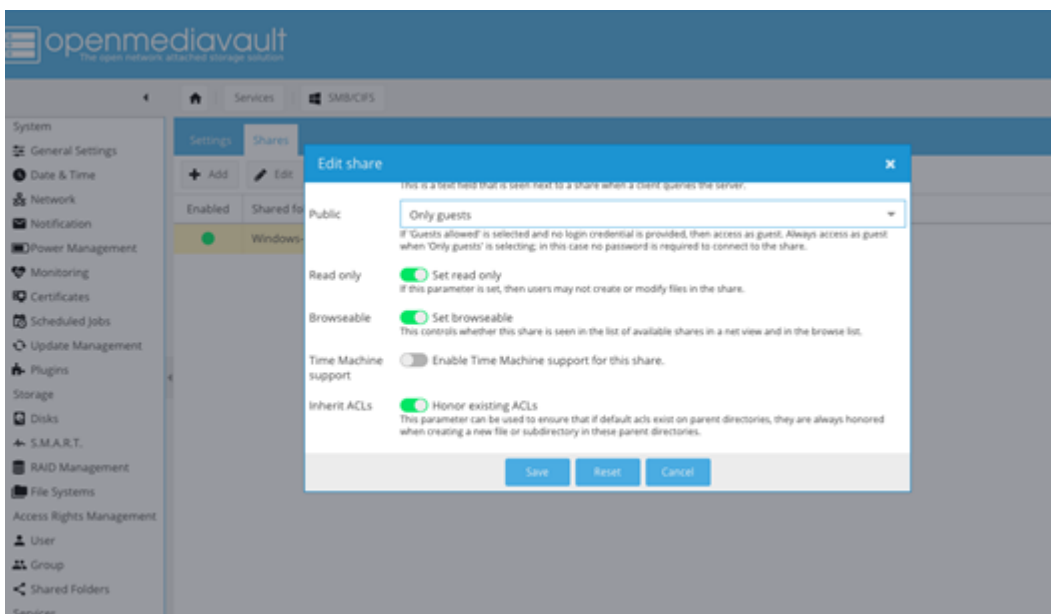 openmediavault
The open network attached storage solution
Services
SMB/CIFS
System
General Settings
Date & Time
Network
Notification
Power Management
Monitoring
Certificates
Scheduled Jobs
Update Management
Plugins
Storage
Disks
S.M.A.R.T.
RAID Management
File Systems
Access Rights Management
User
Group
Shared Folders
Services
Settings
Shares
Add
Edit
Enabled
Shared fo
Windows-
Edit share
This is a text field that is seen next to a share when a client queries the server.
Public
Only guests
If 'Guests allowed' is selected and no login credential is provided, then access as guest. Always access as guest
when 'Only guests' is selecting; in this case no password is required to connect to the share.
Read only
Set read only
If this parameter is set, then users may not create or modify files in the share.
Browseable
Set browseable
This controls whether this share is seen in the list of available shares in a net view and in the browse list.
Time Machine
support
Enable Time Machine support for this share.
Inherit ACLs
Honor existing ACLs
This parameter can be used to ensure that if default acls exist on parent directories, they are always honored
when creating a new file or subdirectory in these parent directories.
Save
Reset
Cancel